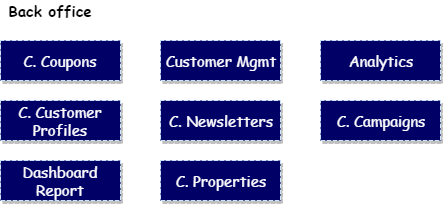 Back office
C. Coupons
Customer Mgmt
Analytics
C. Customer
Profiles
C. Newsletters
C. Campaigns
Dashboard
Report
C. Properties